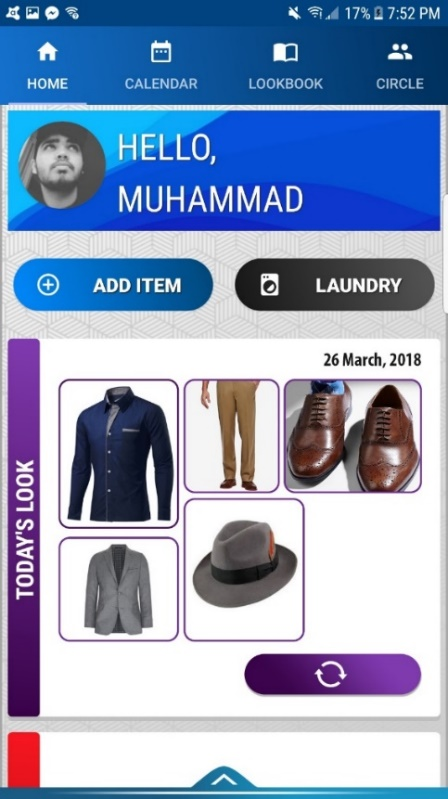 17% 7:52 PM
HOME CALENDAR LOOKBOOK CIRCLE
HELLO,
MUHAMMAD
ADD ITEM LAUNDRY
26 March, 2018
TODAY'S LOOK